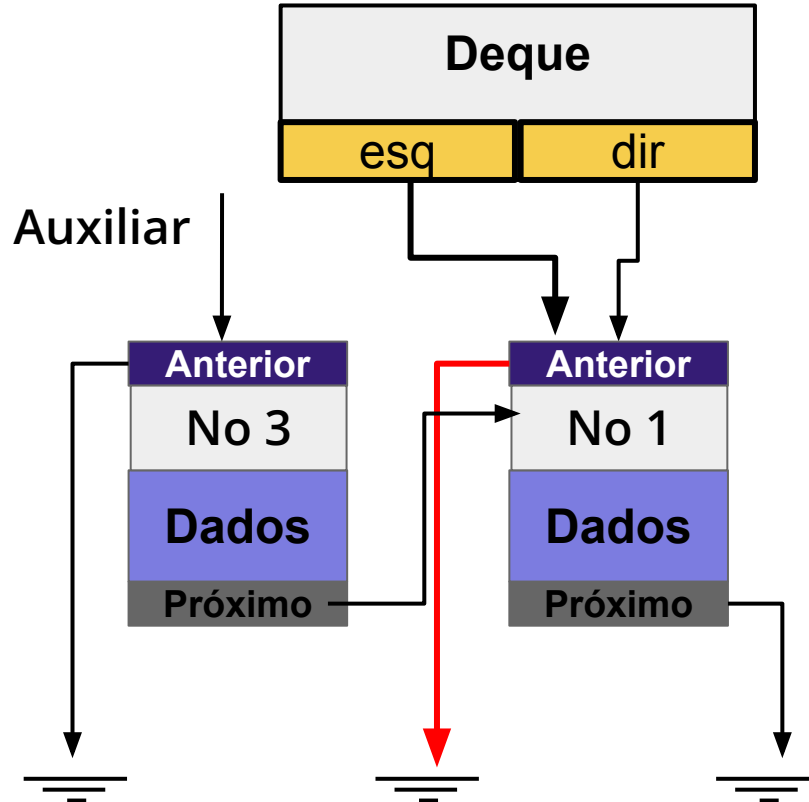 Deque
esq dir
Auxiliar
Anterior Anterior
No 3 No 1
Dados Dados
Próximo Próximo